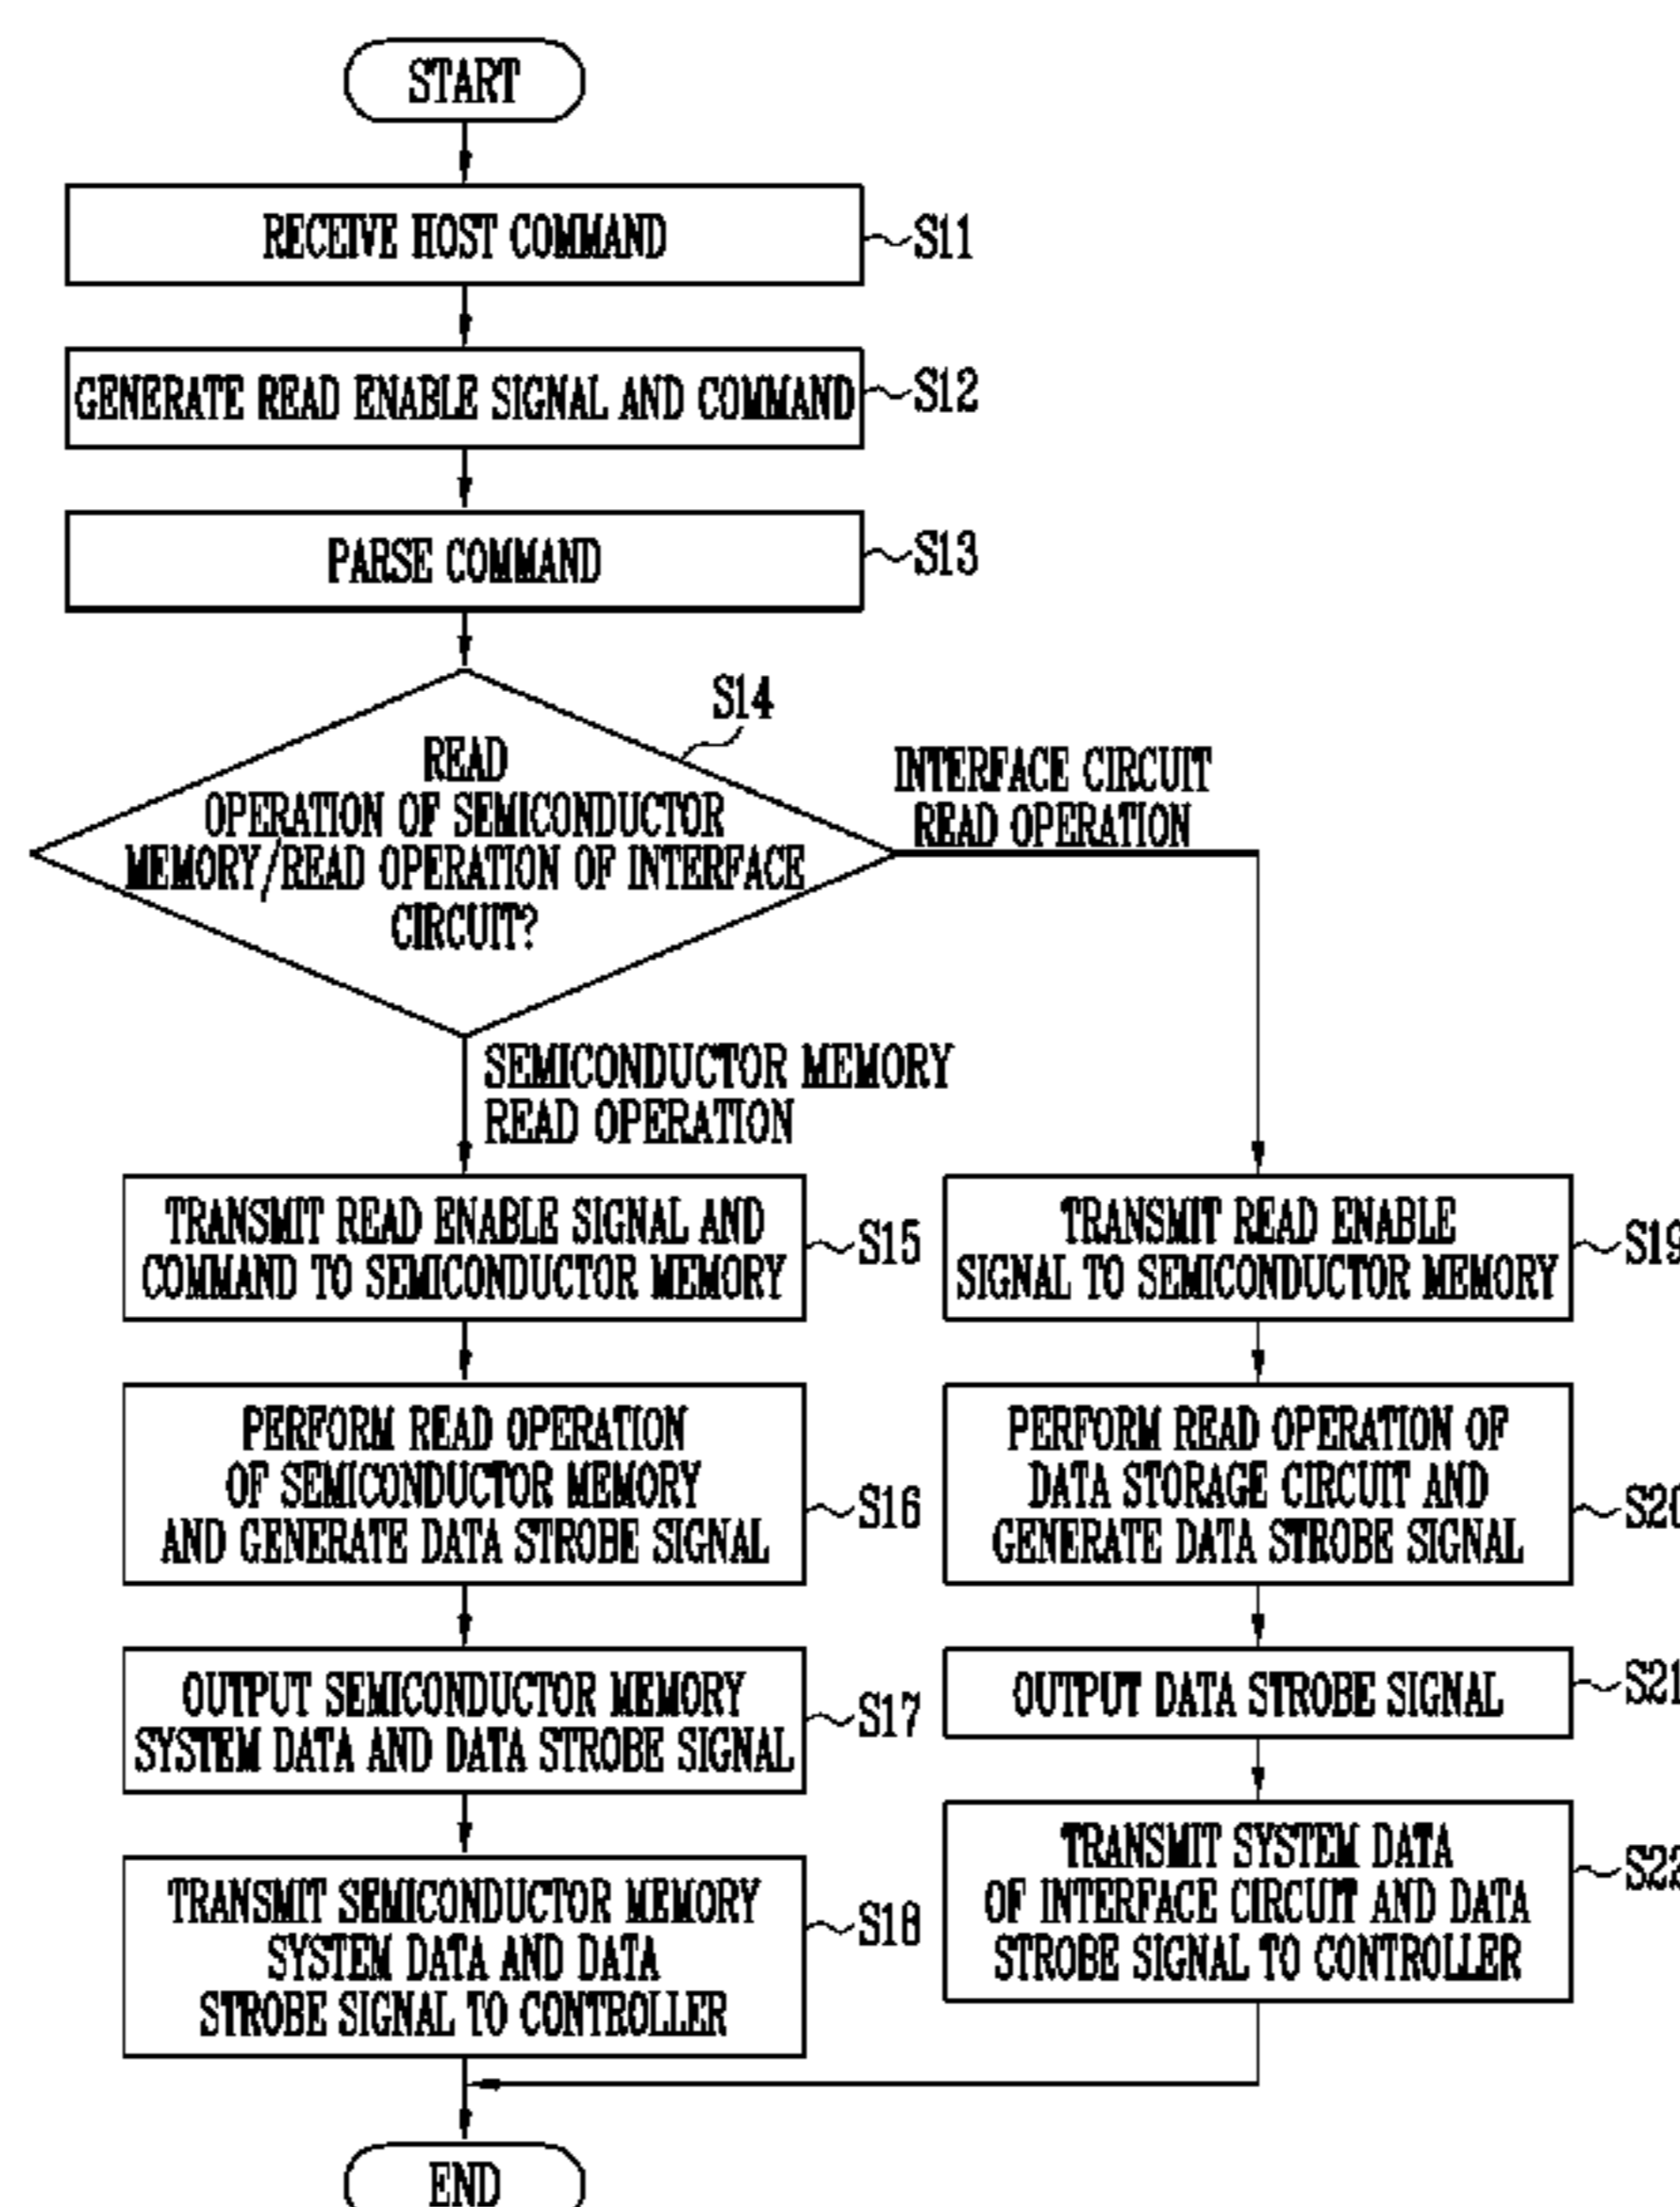 START
RECEIVE HOST COMMAND
S11
GENERATE READ ENABLE SIGNAL AND COMMAND
S12
PARSE COMMAND
S13
S14
READ
OPERATION OF SEMICONDUCTOR
MEMORY/READ OPERATION OF INTERFACE
CIRCUIT?
INTERFACE CIRCUIT
READ OPERATION
SEMICONDUCTOR MEMORY
READ OPERATION
TRANSMIT READ ENABLE SIGNAL AND
COMMAND TO SEMICONDUCTOR MEMORY
S15
PERFORM READ OPERATION
OF SEMICONDUCTOR MEMORY
AND GENERATE DATA STROBE SIGNAL
S16
OUTPUT SEMICONDUCTOR MEMORY
SYSTEM DATA AND DATA STROBE SIGNAL
S17
TRANSMIT SEMICONDUCTOR MEMORY
SYSTEM DATA AND DATA
STROBE SIGNAL TO CONTROLLER
S18
TRANSMIT READ ENABLE
SIGNAL TO SEMICONDUCTOR MEMORY
S19
PERFORM READ OPERATION OF
DATA STORAGE CIRCUIT AND
GENERATE DATA STROBE SIGNAL
S20
OUTPUT DATA STROBE SIGNAL
S21
TRANSMIT SYSTEM DATA
OF INTERFACE CIRCUIT AND DATA
STROBE SIGNAL TO CONTROLLER
S22
END